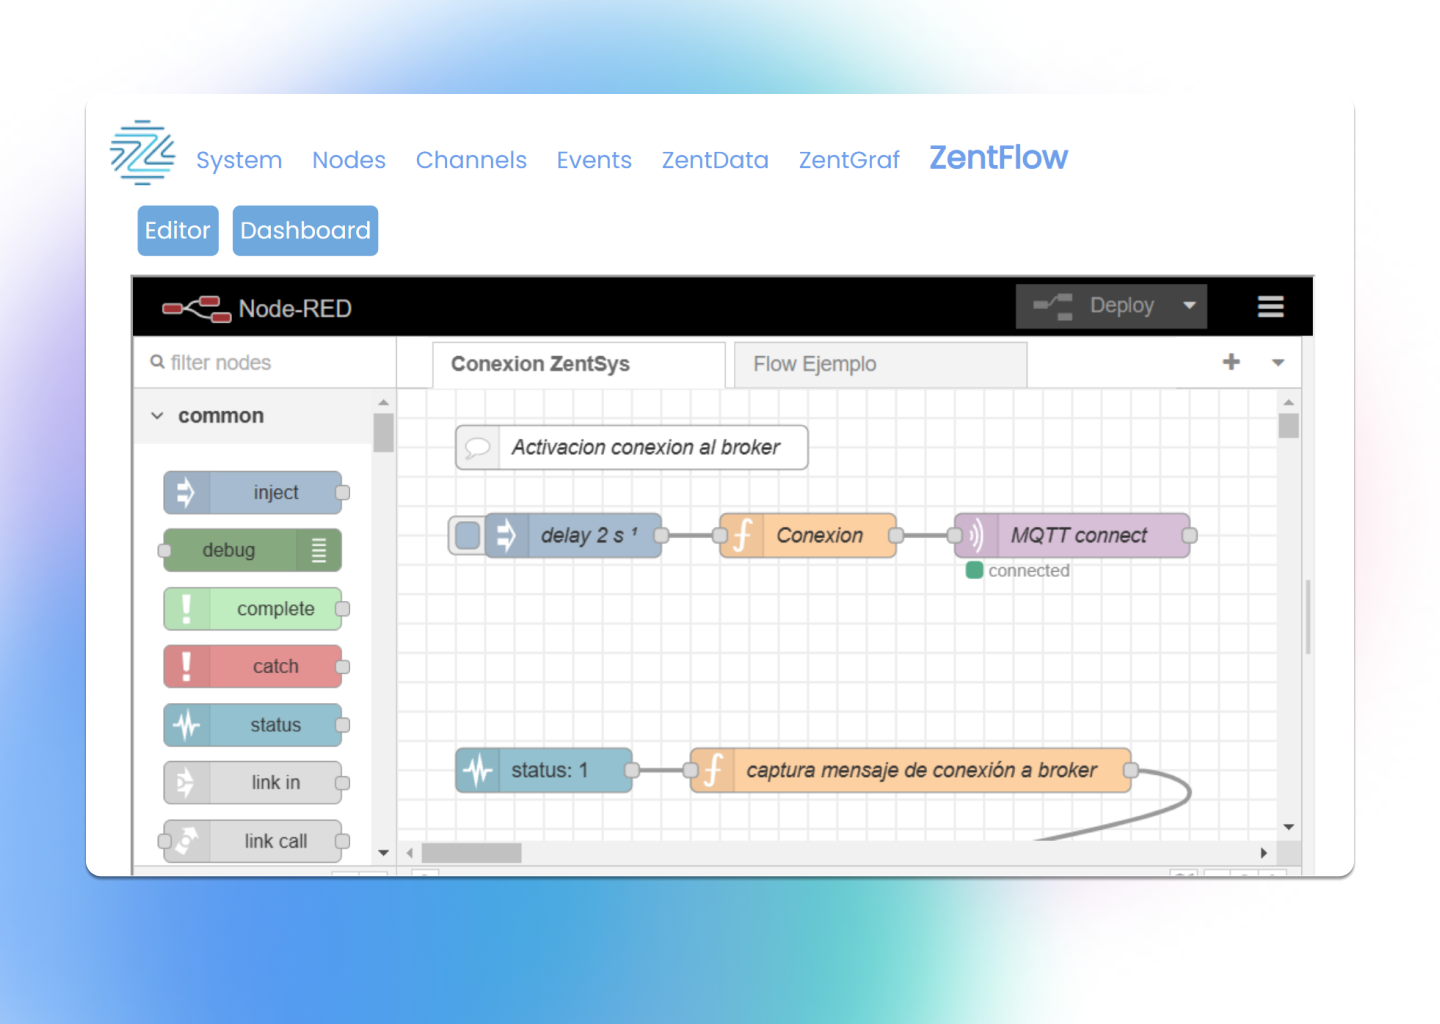 System Nodes Channels Events ZentData ZentGraf ZentFlow
Editor Dashboard
Node-RED Deploy
filter nodes Conexion ZentSys Flow Ejemplo
common
Activacion conexion al broker
inject
delay 2 s ¹ Conexion MQTT connect
debug
connected
complete
catch
status
status: 1 captura mensaje de conexión a broker
link in
link call